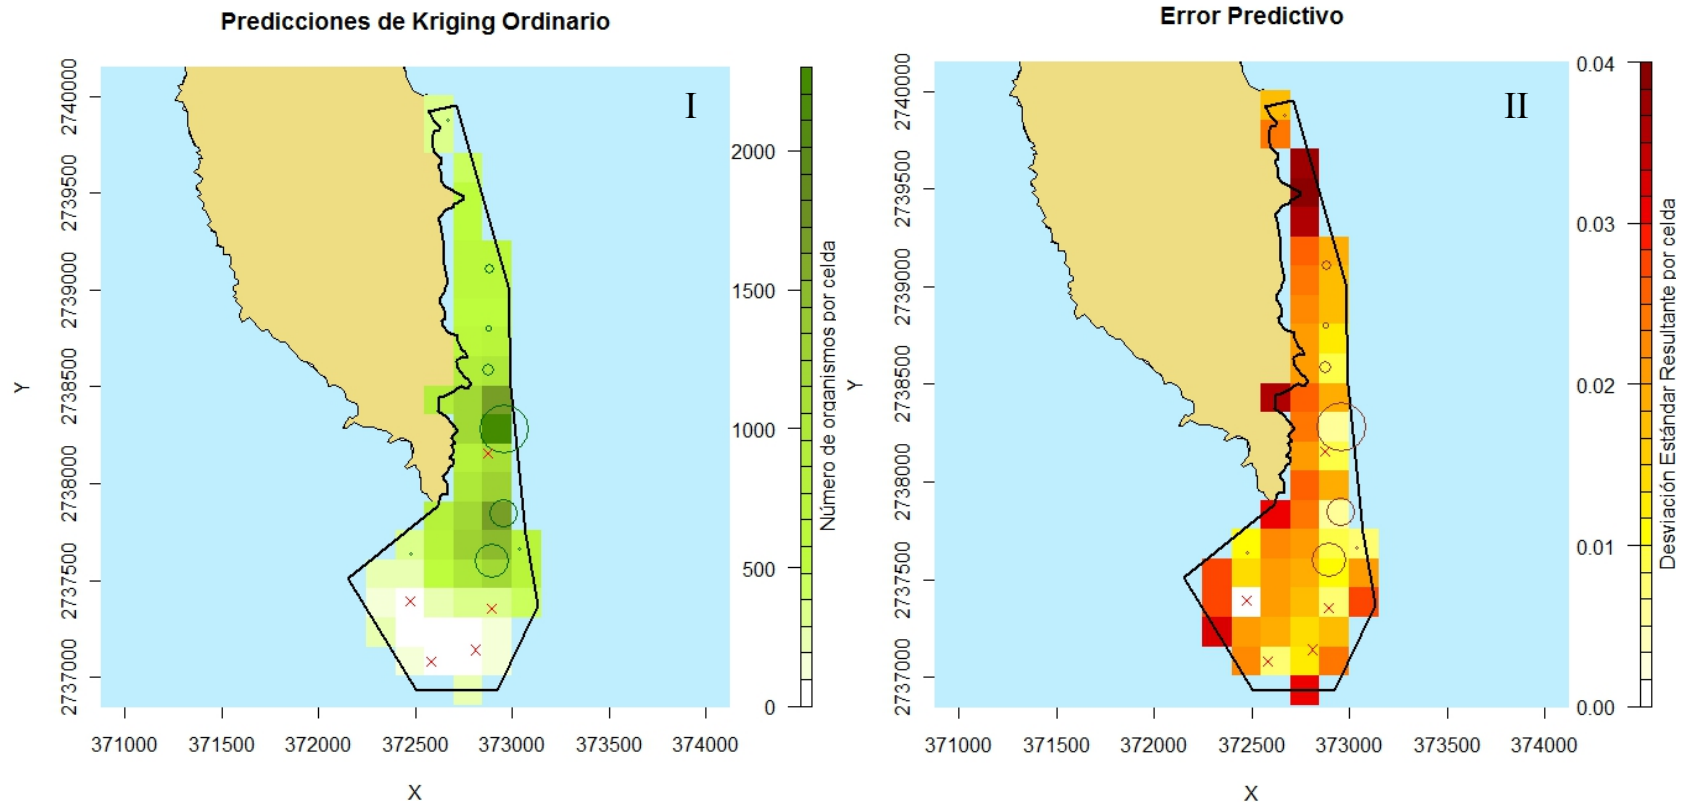 Predicciones de Kriging Ordinario
I
2740000
2739500
2739000
2738500
2738000
2737500
2737000
Y
371000 371500 372000 372500 373000 373500 374000
X
2000
1500
1000
500
0
Número de organismos por celda
Error Predictivo
II
2740000
2739500
2739000
2738500
2738000
2737500
2737000
Y
371000 371500 372000 372500 373000 373500 374000
X
0.04
0.03
0.02
0.01
0.00
Desviación Estándar Resultante por celda